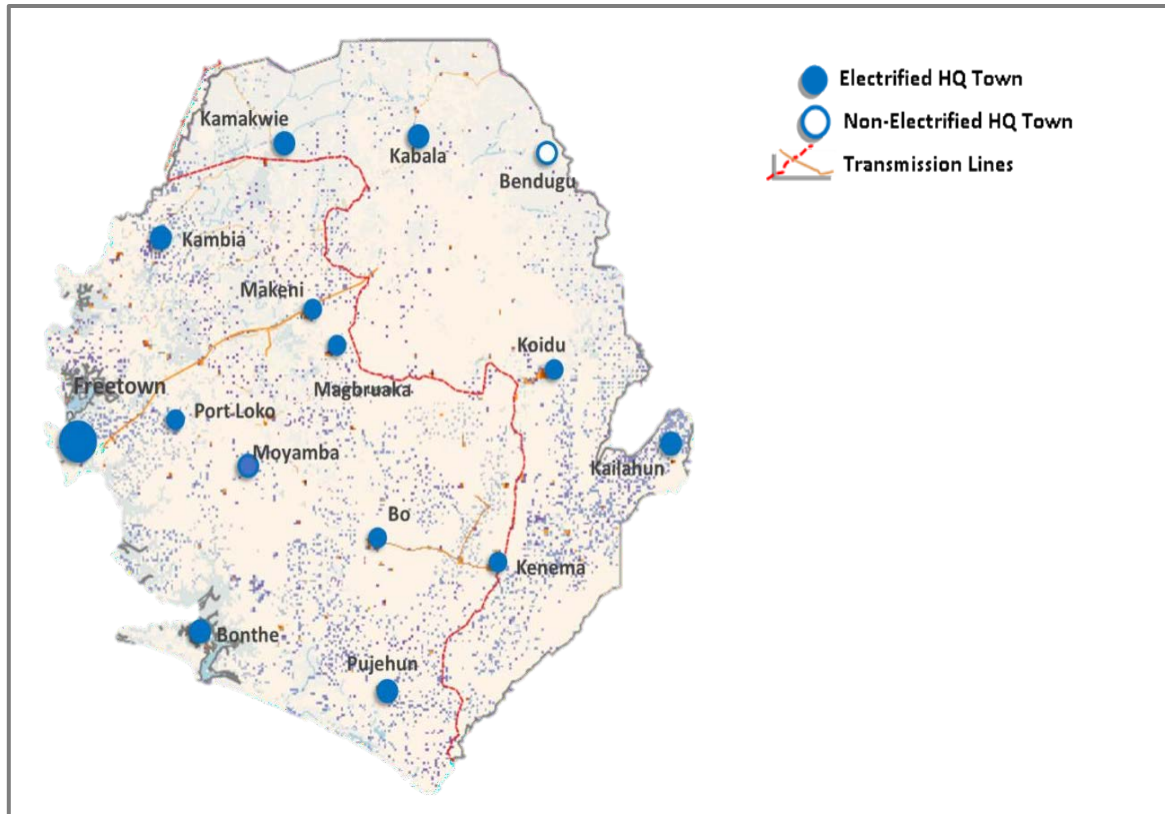 Electrified HQ Town
Non-Electrified HQ Town
Transmission Lines
Kamakwie
Kabala
Bendugu
Kambia
Makeni
Koidu
Magbruaka
Freetown
Port Loko
Moyamba
Kailahun
Bo
Kenema
Bonthe
Pujehun